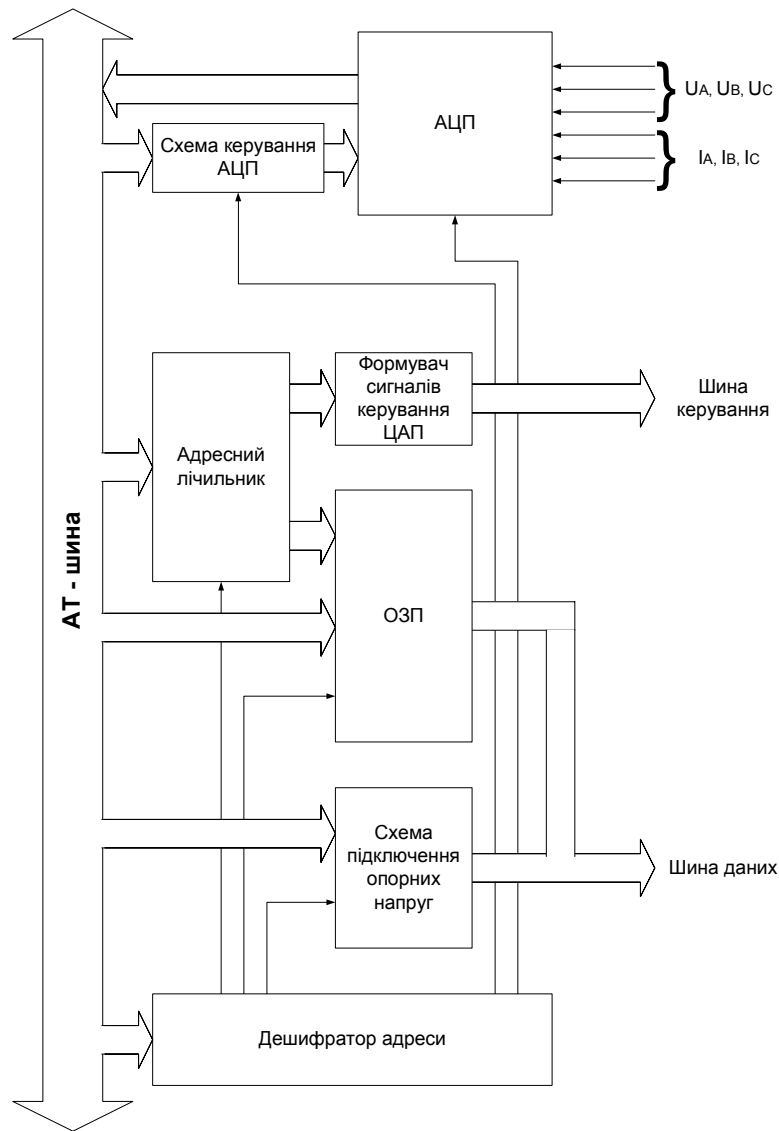 АЦП
UA, UB, UC
IA, IB, IC
Схема керування
АЦП
Формувач
сигналів
керування
ЦАП
Шина
керування
Адресний
лічильник
АТ - шина
ОЗП
Схема
підключення
опорних
напруг
Шина даних
Дешифратор адреси